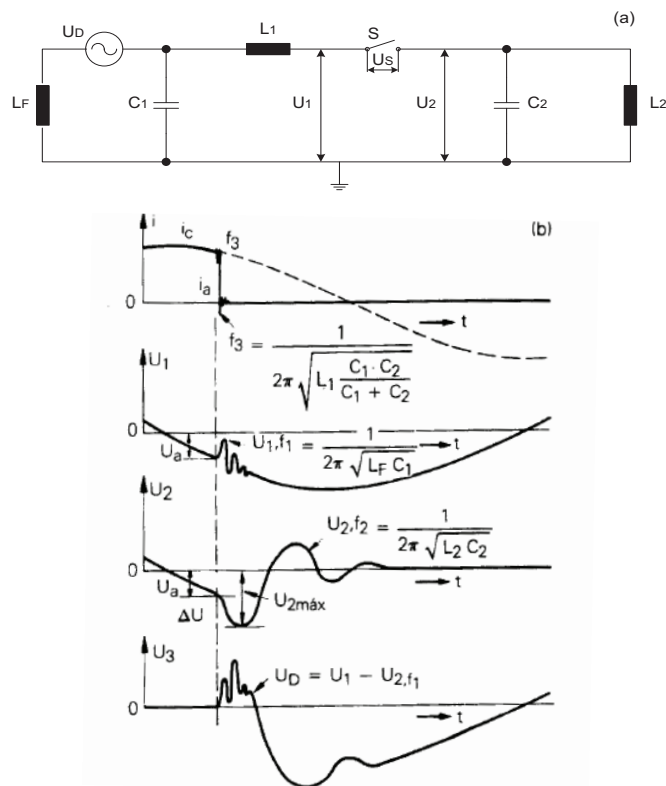 (a)
UD
L1
S
US
LF
C1
U1
U2
C2
L2
(b)
i
ic
f3
ia
0
t
f3 = 1 / 2π √ L1 C1 · C2 / C1 + C2
U1
0
U1,f1 = 1 / 2π √ LF C1
t
Ua
U2
U2,f2 = 1 / 2π √ L2 C2
0
t
Ua
ΔU
U2máx
U3
UD = U1 − U2,f1
0
t